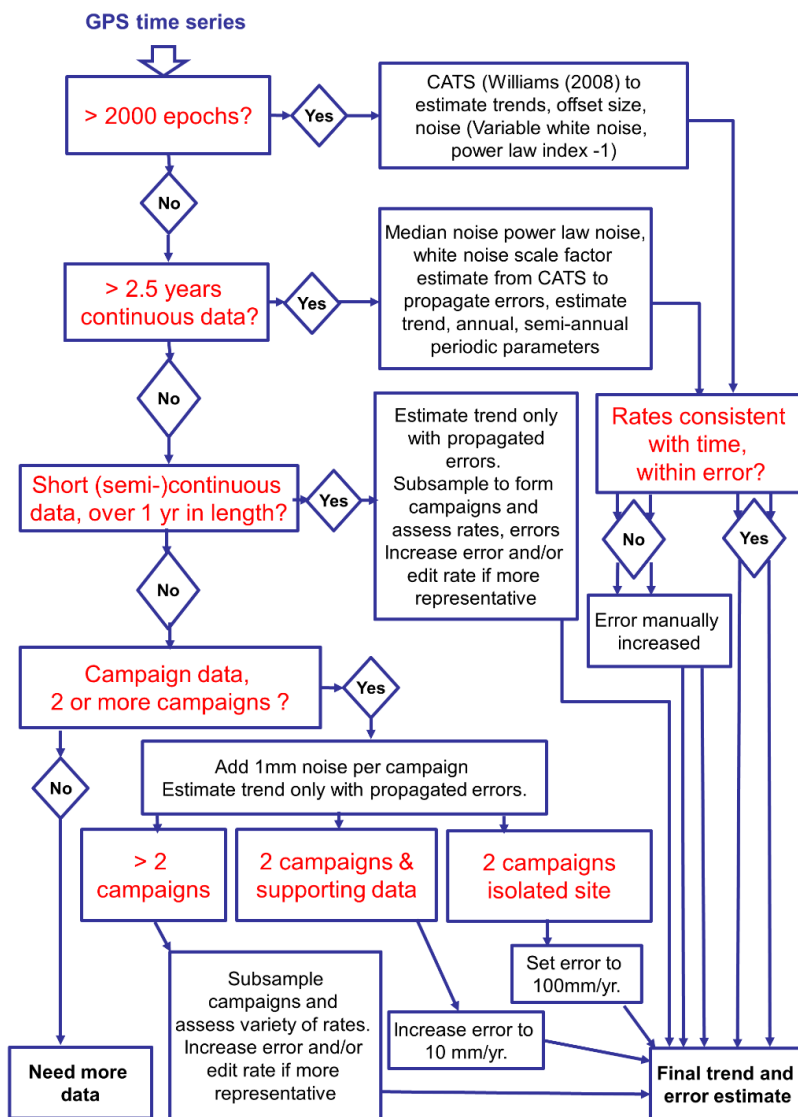 GPS time series
> 2000 epochs?
Yes
CATS (Williams (2008) to
estimate trends, offset size,
noise (Variable white noise,
power law index -1)
No
> 2.5 years
continuous data?
Yes
Median noise power law noise,
white noise scale factor
estimate from CATS to
propagate errors, estimate
trend, annual, semi-annual
periodic parameters
No
Rates consistent
with time,
within error?
Short (semi-)continuous
data, over 1 yr in length?
Yes
Estimate trend only
with propagated
errors.
Subsample to form
campaigns and
assess rates, errors
Increase error and/or
edit rate if more
representative
No
Yes
Error manually
increased
No
Campaign data,
2 or more campaigns ?
Yes
No
Add 1mm noise per campaign
Estimate trend only with propagated errors.
> 2
campaigns
2 campaigns &
supporting data
2 campaigns
isolated site
Subsample
campaigns and
assess variety of rates.
Increase error and/or
edit rate if more
representative
Increase error to
10 mm/yr.
Set error to
100mm/yr.
Need more
data
Final trend and
error estimate